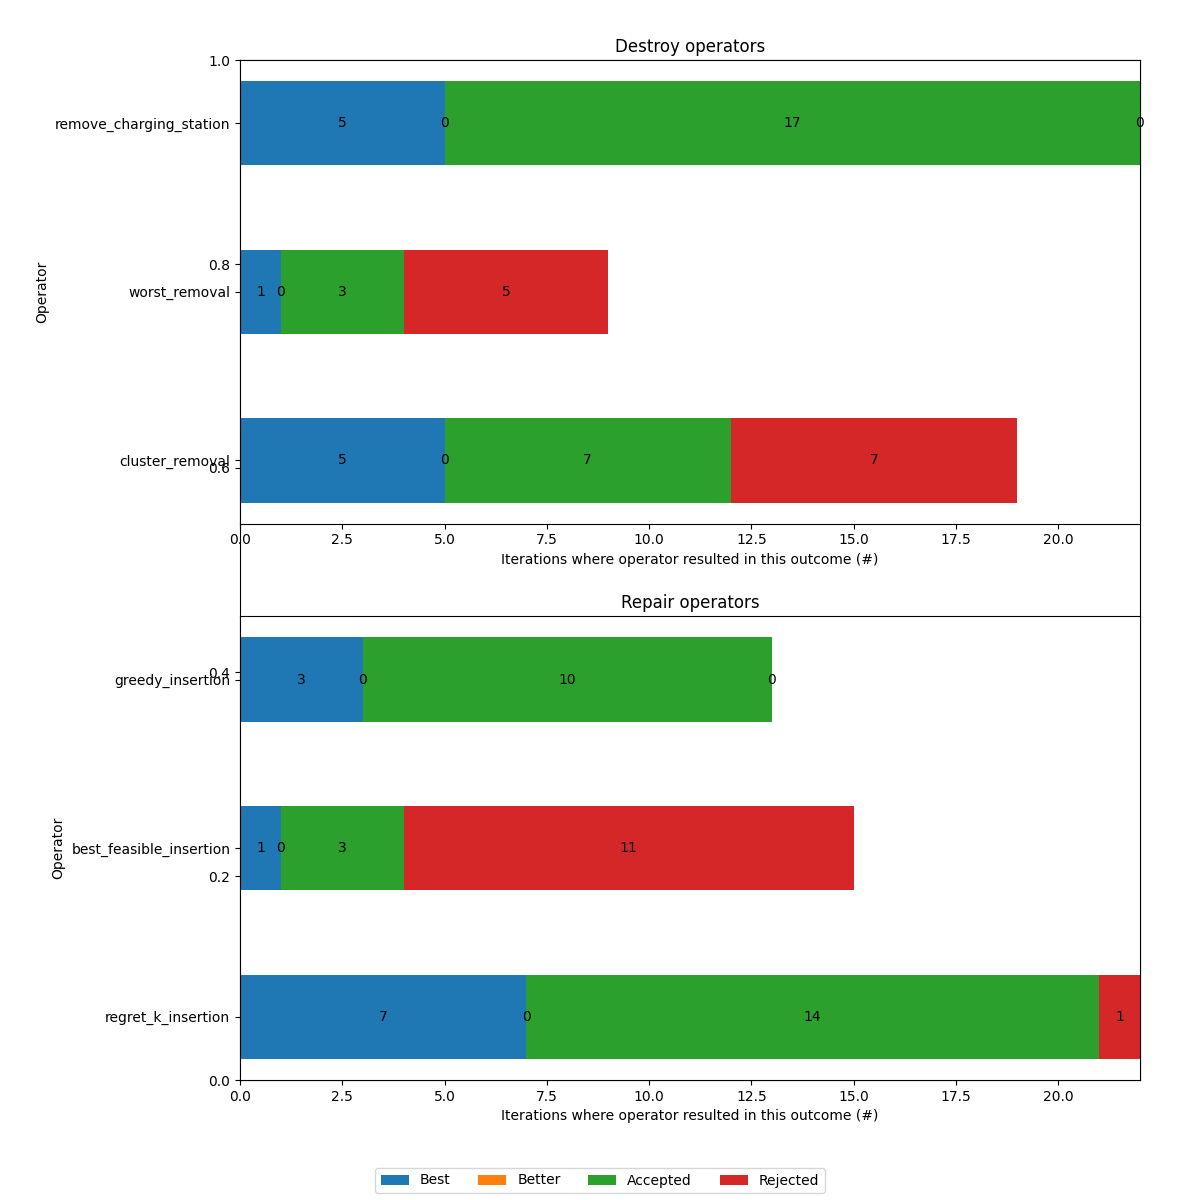 Destroy operators
1.0
remove_charging_station
5 0 17 0
0.8
worst_removal
1 0 3 5
Operator
cluster_removal
5 0 7 7
0.6
0.0 2.5 5.0 7.5 10.0 12.5 15.0 17.5 20.0
Iterations where operator resulted in this outcome (#)
Repair operators
0.4
greedy_insertion
3 0 10 0
best_feasible_insertion
1 0 3 11
Operator
0.2
regret_k_insertion
7 0 14 1
0.0
0.0 2.5 5.0 7.5 10.0 12.5 15.0 17.5 20.0
Iterations where operator resulted in this outcome (#)
Best Better Accepted Rejected